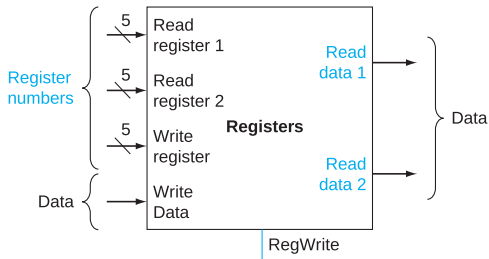 5
Read
register 1
5
Read
register 2
5
Write
register
Write
Data
Register
numbers
Data
Registers
Read
data 1
Read
data 2
Data
RegWrite